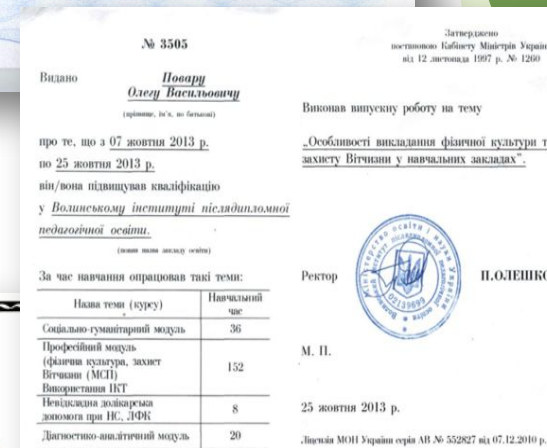 № 3505
Видано Повару
Олегу Васильовичу
(прізвище, ім'я, по батькові)
про те, що з 07 жовтня 2013 р.
по 25 жовтня 2013 р.
він/вона підвищував кваліфікацію
у Волинському інституті післядипломної
педагогічної освіти.
(повна назва закладу освіти)
За час навчання опрацював такі теми:
Назва теми (курсу) Навчальний час
Соціально-гуманітарний модуль 36
Професійний модуль
(фізична культура, захист
Вітчизни (МСП)
Використання ІКТ 152
Невідкладна долікарська
допомога при НС, ЛФК 8
Діагностико-аналітичний модуль 20
Затверджено
постановою Кабінету Міністрів Україн
від 12 листопада 1997 р. № 1260
Виконав випускну роботу на тему
„Особливості викладання фізичної культури т
захисту Вітчизни у навчальних закладах".
Ректор П.ОЛЕШКО
Міністерство освіти і науки України
02139699
М. П.
25 жовтня 2013 р.
Ліцензія МОН України серія АВ № 552827 від 07.12.2010 р.